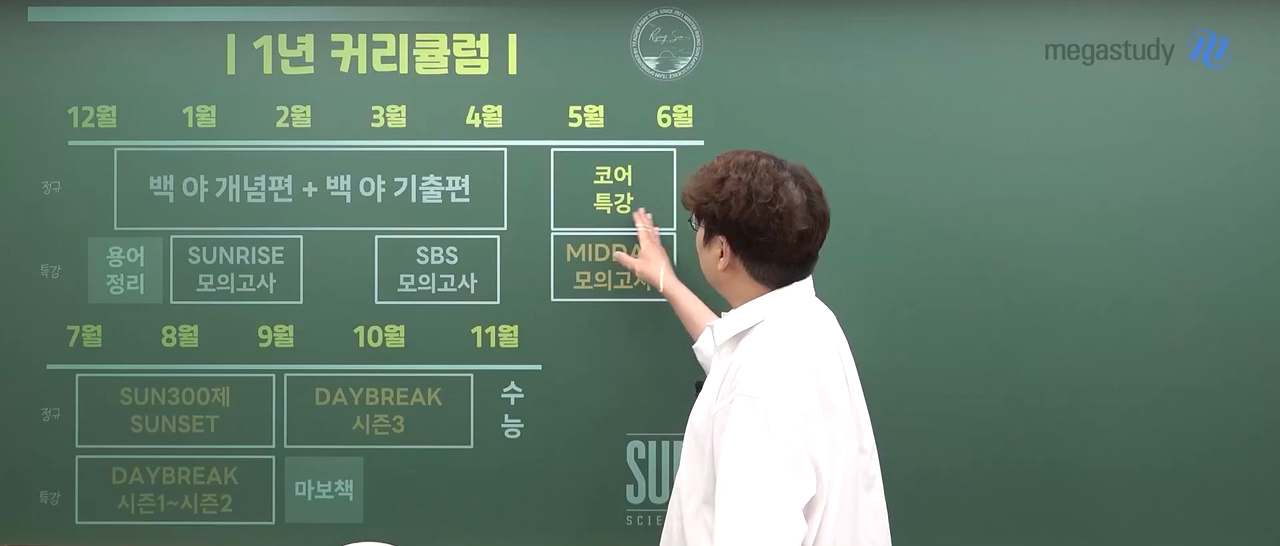 | 1년 커리큘럼 |
megastudy
12월 1월 2월 3월 4월 5월 6월
정규
백 야 개념편 + 백 야 기출편
코어
특강
특강
용어
정리
SUNRISE
모의고사
SBS
모의고사
MIDDA
모의고사
7월 8월 9월 10월 11월
정규
SUN300제
SUNSET
DAYBREAK
시즌3
수
능
특강
DAYBREAK
시즌1~시즌2
마보책
SU
SCIE